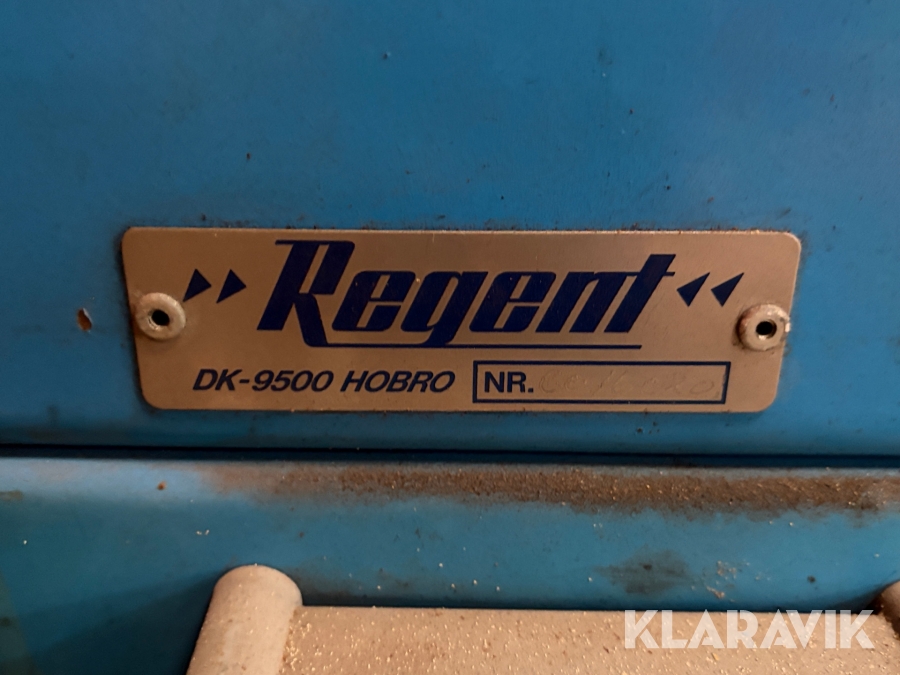 Regent
DK-9500 HOBRO NR.
KLARAVIK